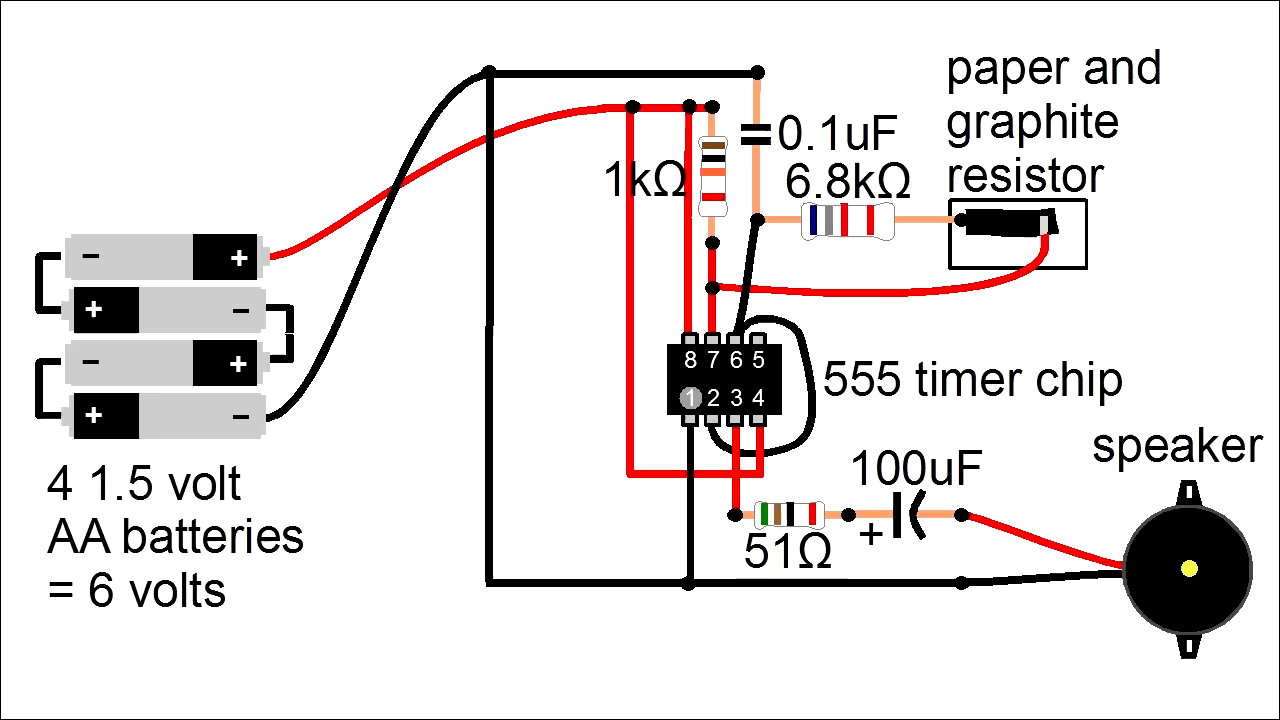 paper and
graphite
resistor
0.1uF
1kΩ
6.8kΩ
− +
+ −
− +
+ −
8 7 6 5
1 2 3 4
555 timer chip
4 1.5 volt
AA batteries
= 6 volts
100uF
+
51Ω
speaker